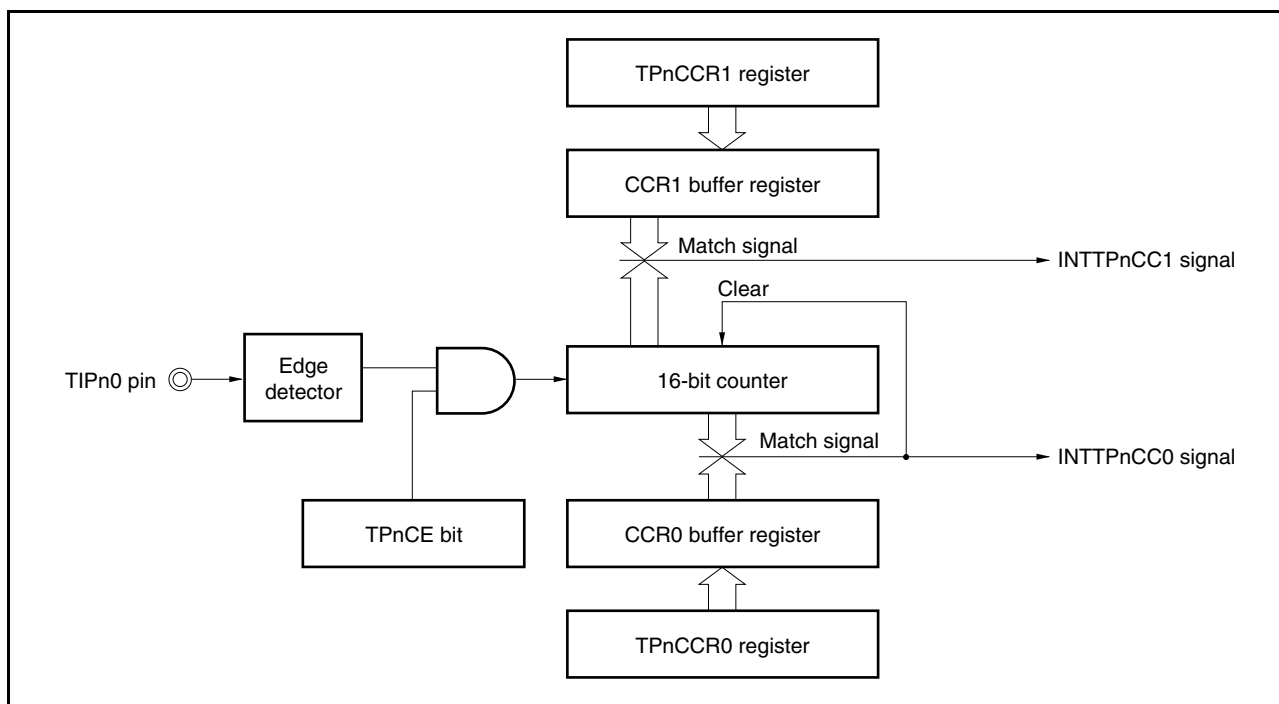 TPnCCR1 register
CCR1 buffer register
Match signal
INTTPnCC1 signal
Clear
TIPn0 pin
Edge
detector
16-bit counter
Match signal
INTTPnCC0 signal
TPnCE bit
CCR0 buffer register
TPnCCR0 register